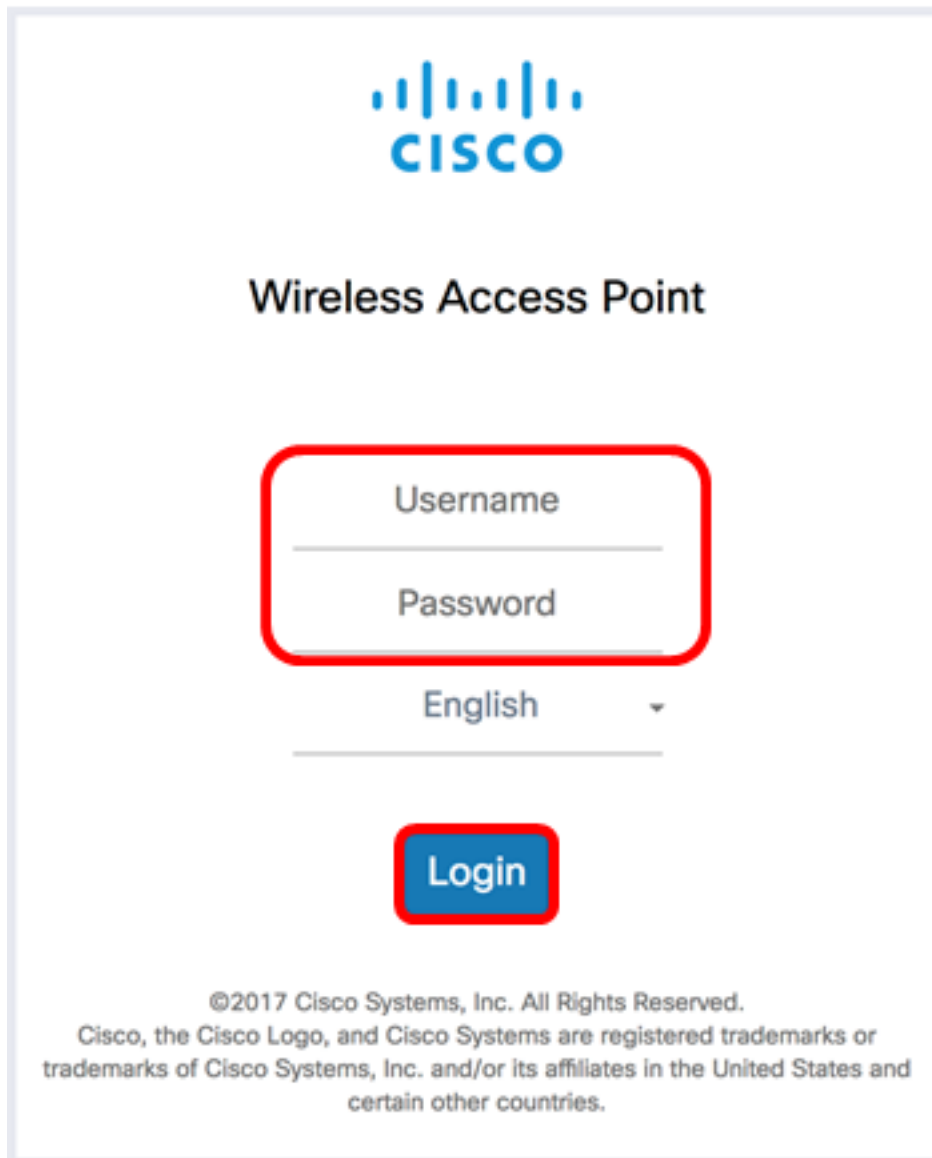 CISCO
Wireless Access Point
Username
Password
English
Login
©2017 Cisco Systems, Inc. All Rights Reserved.
Cisco, the Cisco Logo, and Cisco Systems are registered trademarks or
trademarks of Cisco Systems, Inc. and/or its affiliates in the United States and
certain other countries.